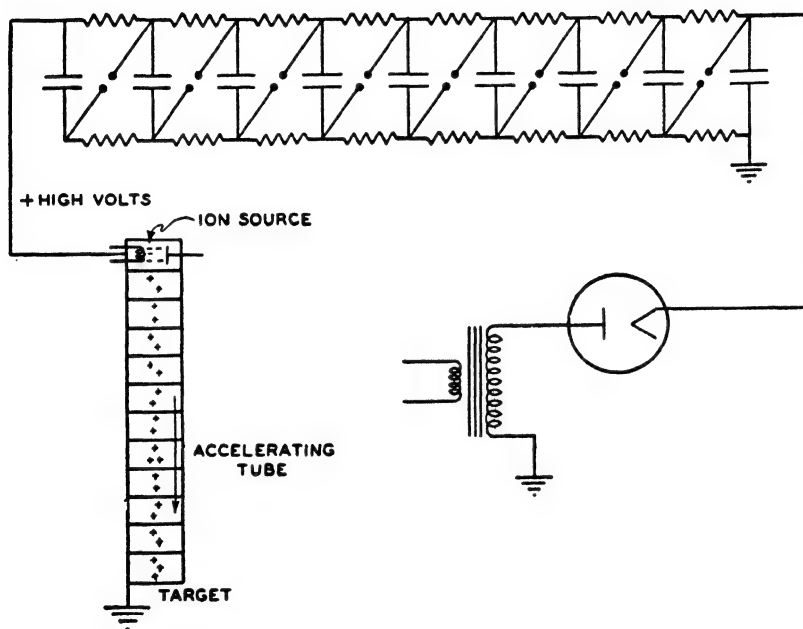 +HIGH VOLTS
ION SOURCE
ACCELERATING
TUBE
TARGET